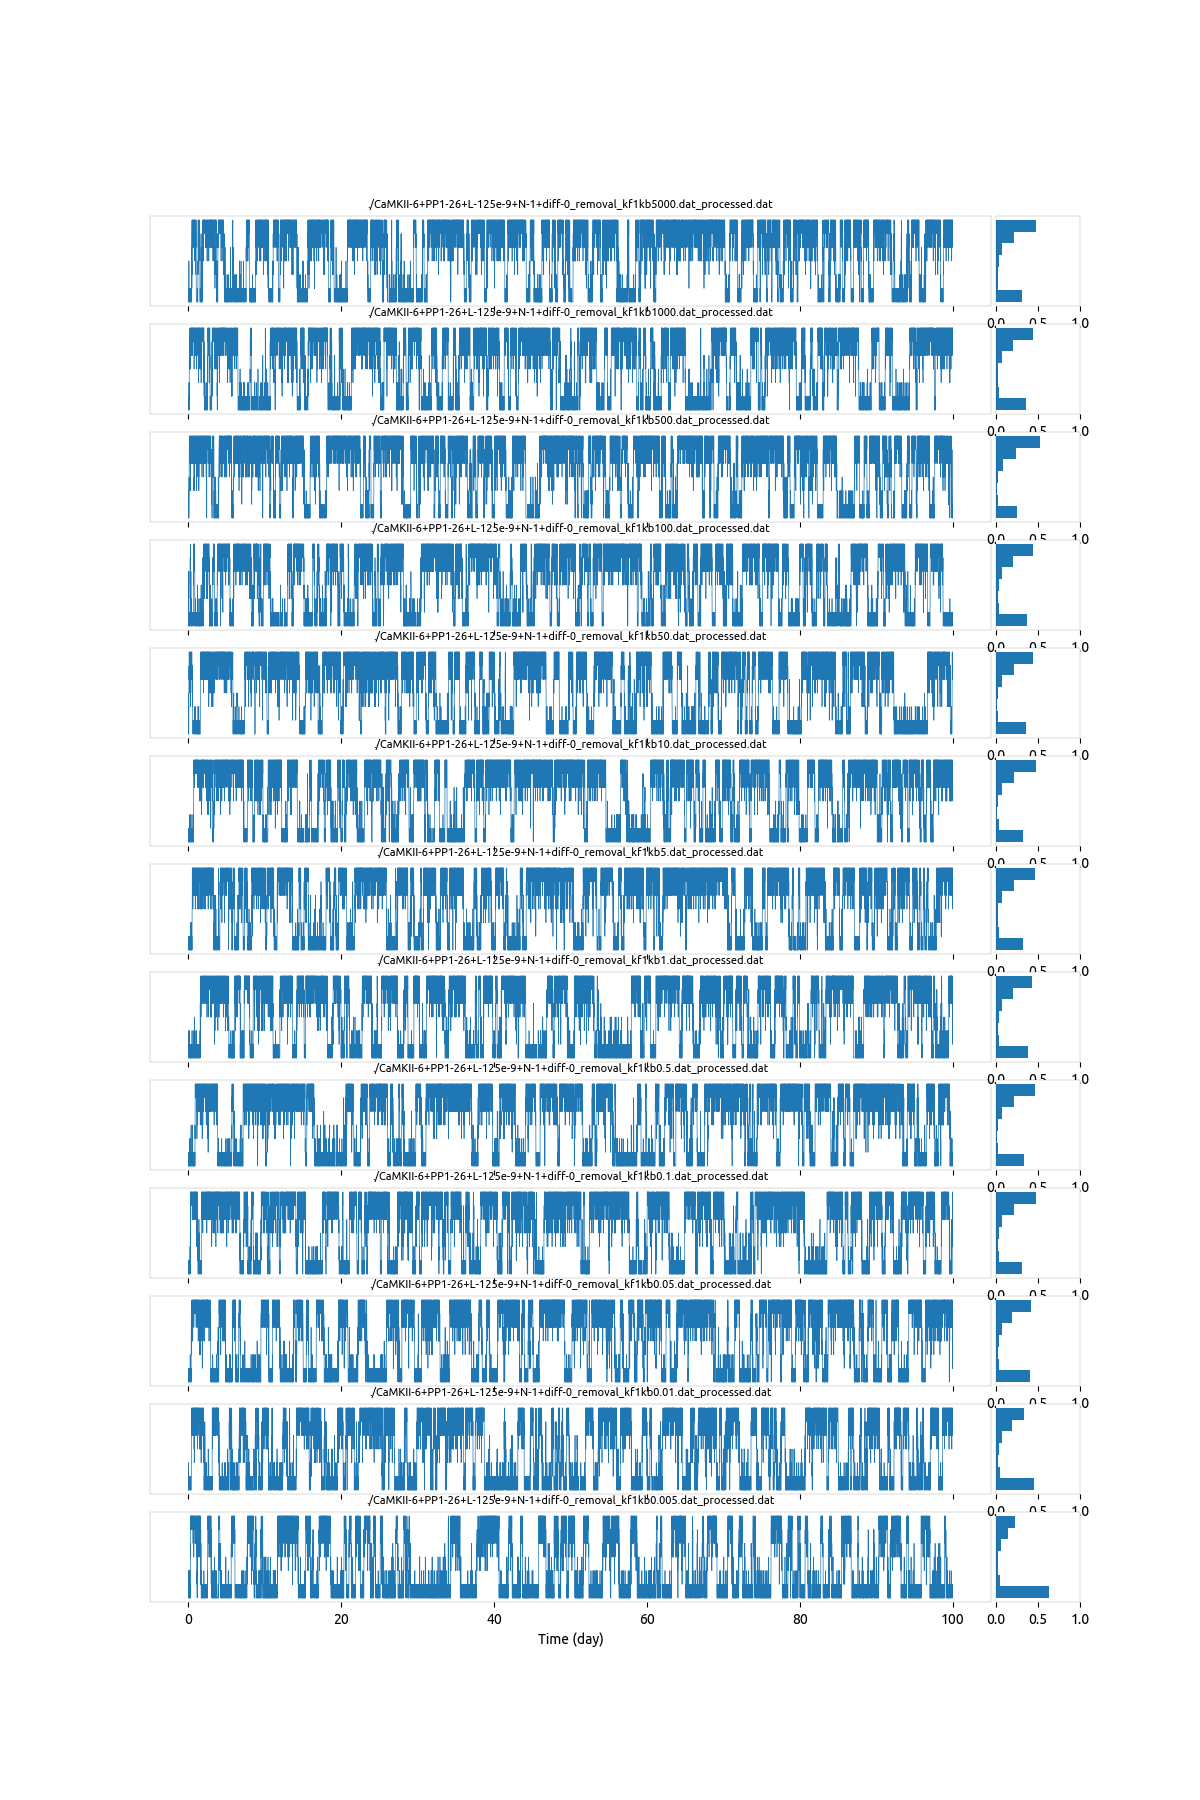 ./CaMKII-6+PP1-26+L-125e-9+N-1+diff-0_removal_kf1kb5000.dat_processed.dat
0.0 0.5 1.0
./CaMKII-6+PP1-26+L-125e-9+N-1+diff-0_removal_kf1kb1000.dat_processed.dat
0.0 0.5 1.0
./CaMKII-6+PP1-26+L-125e-9+N-1+diff-0_removal_kf1kb500.dat_processed.dat
0.0 0.5 1.0
./CaMKII-6+PP1-26+L-125e-9+N-1+diff-0_removal_kf1kb100.dat_processed.dat
0.0 0.5 1.0
./CaMKII-6+PP1-26+L-125e-9+N-1+diff-0_removal_kf1kb50.dat_processed.dat
0.0 0.5 1.0
./CaMKII-6+PP1-26+L-125e-9+N-1+diff-0_removal_kf1kb10.dat_processed.dat
0.0 0.5 1.0
./CaMKII-6+PP1-26+L-125e-9+N-1+diff-0_removal_kf1kb5.dat_processed.dat
0.0 0.5 1.0
./CaMKII-6+PP1-26+L-125e-9+N-1+diff-0_removal_kf1kb1.dat_processed.dat
0.0 0.5 1.0
./CaMKII-6+PP1-26+L-125e-9+N-1+diff-0_removal_kf1kb0.5.dat_processed.dat
0.0 0.5 1.0
./CaMKII-6+PP1-26+L-125e-9+N-1+diff-0_removal_kf1kb0.1.dat_processed.dat
0.0 0.5 1.0
./CaMKII-6+PP1-26+L-125e-9+N-1+diff-0_removal_kf1kb0.05.dat_processed.dat
0.0 0.5 1.0
./CaMKII-6+PP1-26+L-125e-9+N-1+diff-0_removal_kf1kb0.01.dat_processed.dat
0.0 0.5 1.0
./CaMKII-6+PP1-26+L-125e-9+N-1+diff-0_removal_kf1kb0.005.dat_processed.dat
0 20 40 60 80 100 0.0 0.5 1.0
Time (day)